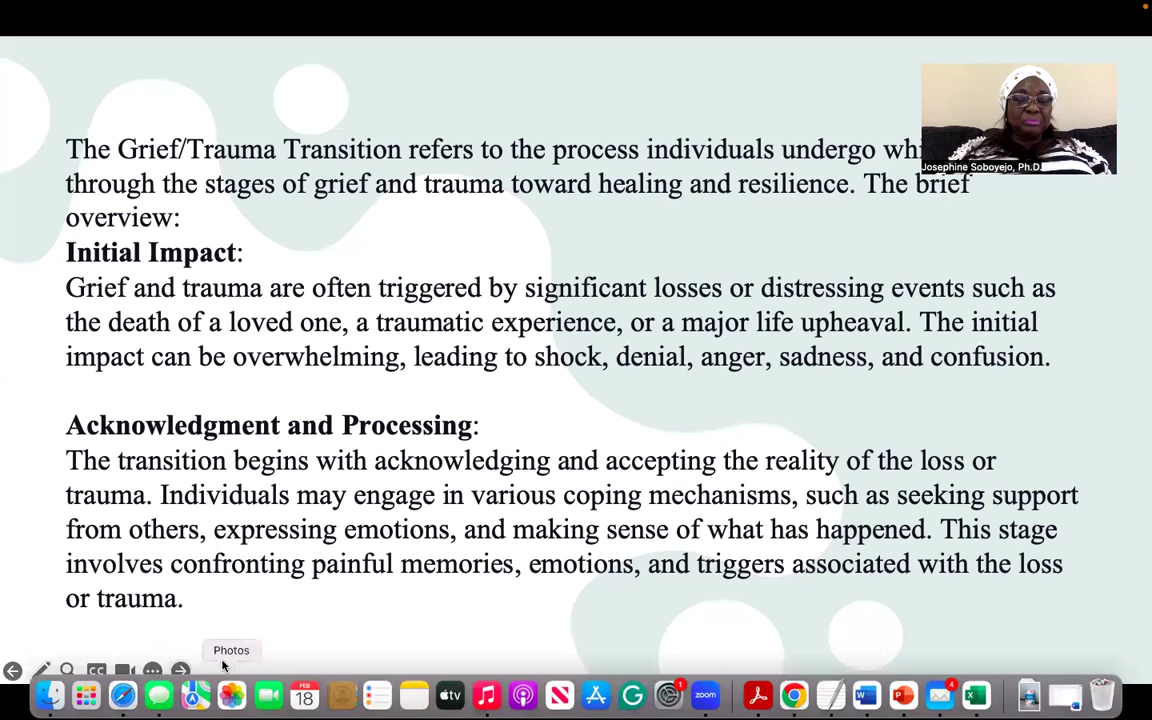 The Grief/Trauma Transition refers to the process individuals undergo
Josephine Soboyejo, Ph.D.
through the stages of grief and trauma toward healing and resilience. The brief
overview:
Initial Impact:
Grief and trauma are often triggered by significant losses or distressing events such as
the death of a loved one, a traumatic experience, or a major life upheaval. The initial
impact can be overwhelming, leading to shock, denial, anger, sadness, and confusion.
Acknowledgment and Processing:
The transition begins with acknowledging and accepting the reality of the loss or
trauma. Individuals may engage in various coping mechanisms, such as seeking support
from others, expressing emotions, and making sense of what has happened. This stage
involves confronting painful memories, emotions, and triggers associated with the loss
or trauma.
Photos
CC
FEB
18
tv
zoom
1
4